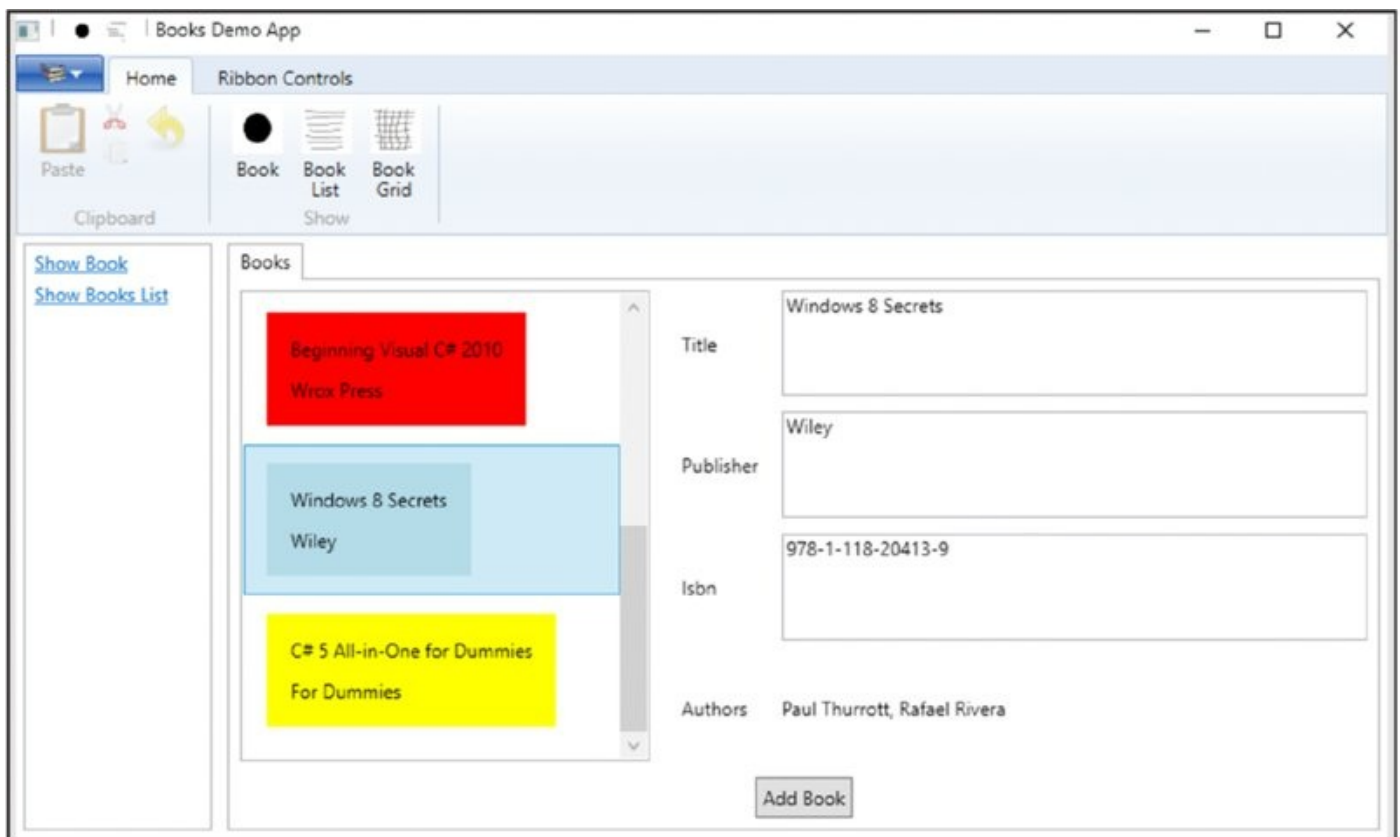 Books Demo App
Home
Ribbon Controls
Paste
Book
Book
List
Book
Grid
Clipboard
Show
Show Book
Show Books List
Books
Beginning Visual C# 2010
Wrox Press
Windows 8 Secrets
Wiley
C# 5 All-in-One for Dummies
For Dummies
Title
Windows 8 Secrets
Publisher
Wiley
Isbn
978-1-118-20413-9
Authors
Paul Thurrott, Rafael Rivera
Add Book